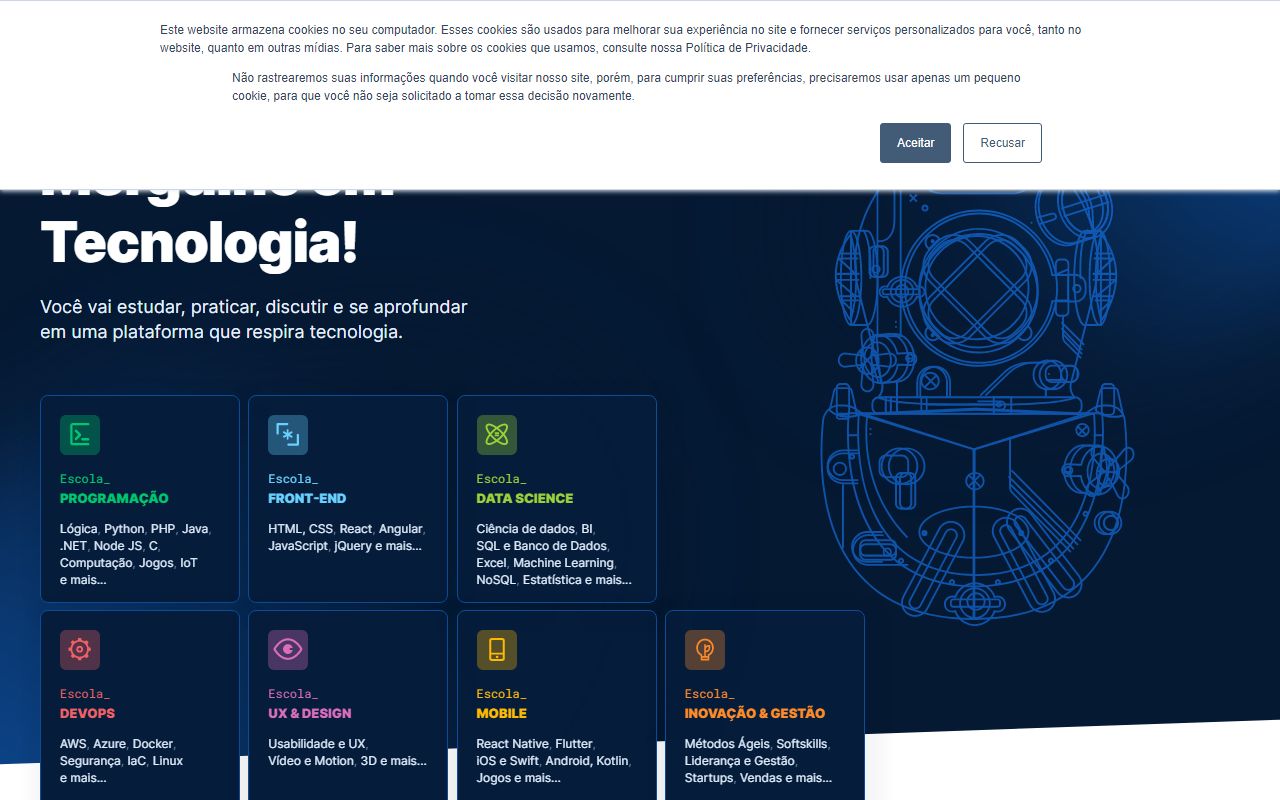 Este website armazena cookies no seu computador. Esses cookies são usados para melhorar sua experiência no site e fornecer serviços personalizados para você, tanto no
website, quanto em outras mídias. Para saber mais sobre os cookies que usamos, consulte nossa Política de Privacidade.
Não rastrearemos suas informações quando você visitar nosso site, porém, para cumprir suas preferências, precisaremos usar apenas um pequeno
cookie, para que você não seja solicitado a tomar essa decisão novamente.
Aceitar
Recusar
Tecnologia!
Você vai estudar, praticar, discutir e se aprofundar
em uma plataforma que respira tecnologia.
Escola_
PROGRAMAÇÃO
Lógica, Python, PHP, Java,
.NET, Node JS, C,
Computação, Jogos, IoT
e mais...
Escola_
FRONT-END
HTML, CSS, React, Angular,
JavaScript, jQuery e mais...
Escola_
DATA SCIENCE
Ciência de dados, BI,
SQL e Banco de Dados,
Excel, Machine Learning,
NoSQL, Estatística e mais...
Escola_
DEVOPS
AWS, Azure, Docker,
Segurança, IaC, Linux
e mais...
Escola_
UX & DESIGN
Usabilidade e UX,
Vídeo e Motion, 3D e mais...
Escola_
MOBILE
React Native, Flutter,
iOS e Swift, Android, Kotlin,
Jogos e mais...
Escola_
INOVAÇÃO & GESTÃO
Métodos Ágeis, Softskills,
Liderança e Gestão,
Startups, Vendas e mais...